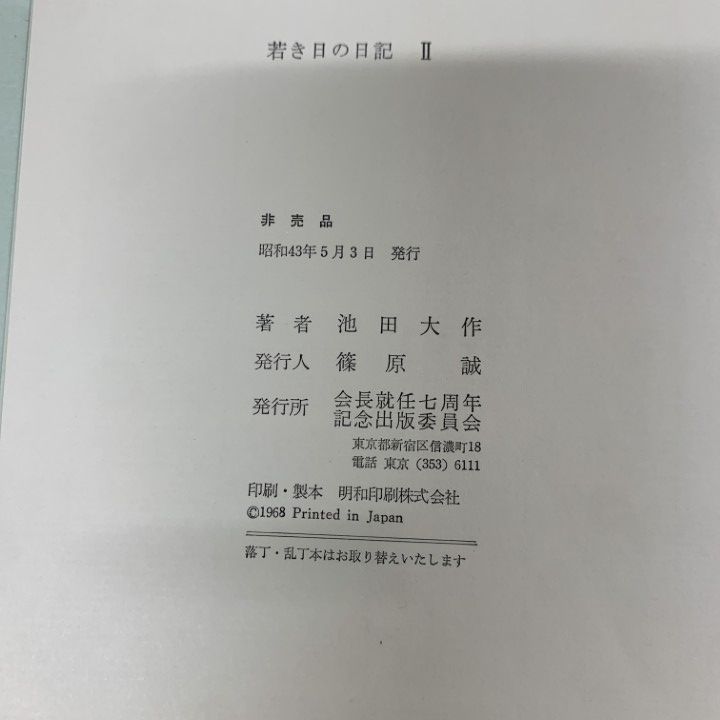 若き日の日記 Ⅱ
非売品
昭和43年5月3日 発行
著者 池田大作
発行人 篠原誠
発行所 会長就任七周年
記念出版委員会
東京都新宿区信濃町18
電話 東京 (353) 6111
印刷・製本 明和印刷株式会社
©1968 Printed in Japan
落丁・乱丁本はお取り替えいたします